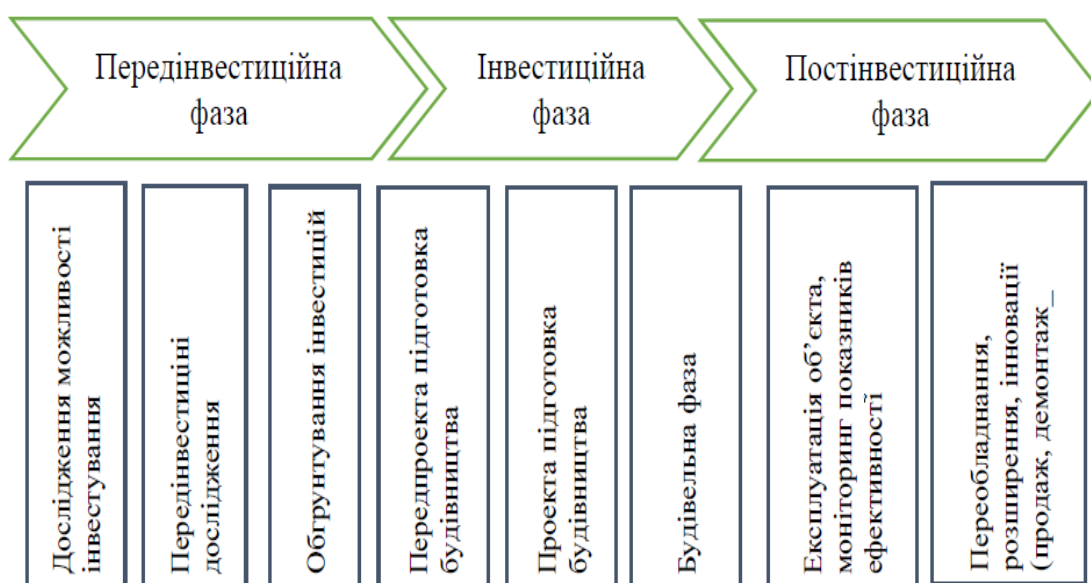 Передінвестиційна
фаза
Інвестиційна
фаза
Постінвестиційна
фаза
Дослідження можливості
інвестування
Передінвестиціні
дослідження
Обгрунтування інвестицій
Передпроекта підготовка
будівництва
Проекта підготовка
будівництва
Будівельна фаза
Експлуатація об’єкта,
моніторинг показників
ефективності
Переобладнання,
розширення, інновації
(продаж, демонтаж_